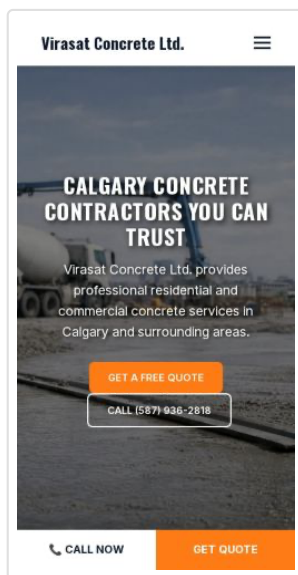 Virasat Concrete Ltd.
CALGARY CONCRETE
CONTRACTORS YOU CAN
TRUST
Virasat Concrete Ltd. provides
professional residential and
commercial concrete services in
Calgary and surrounding areas.
GET A FREE QUOTE
CALL (587) 936-2818
📞 CALL NOW
GET QUOTE